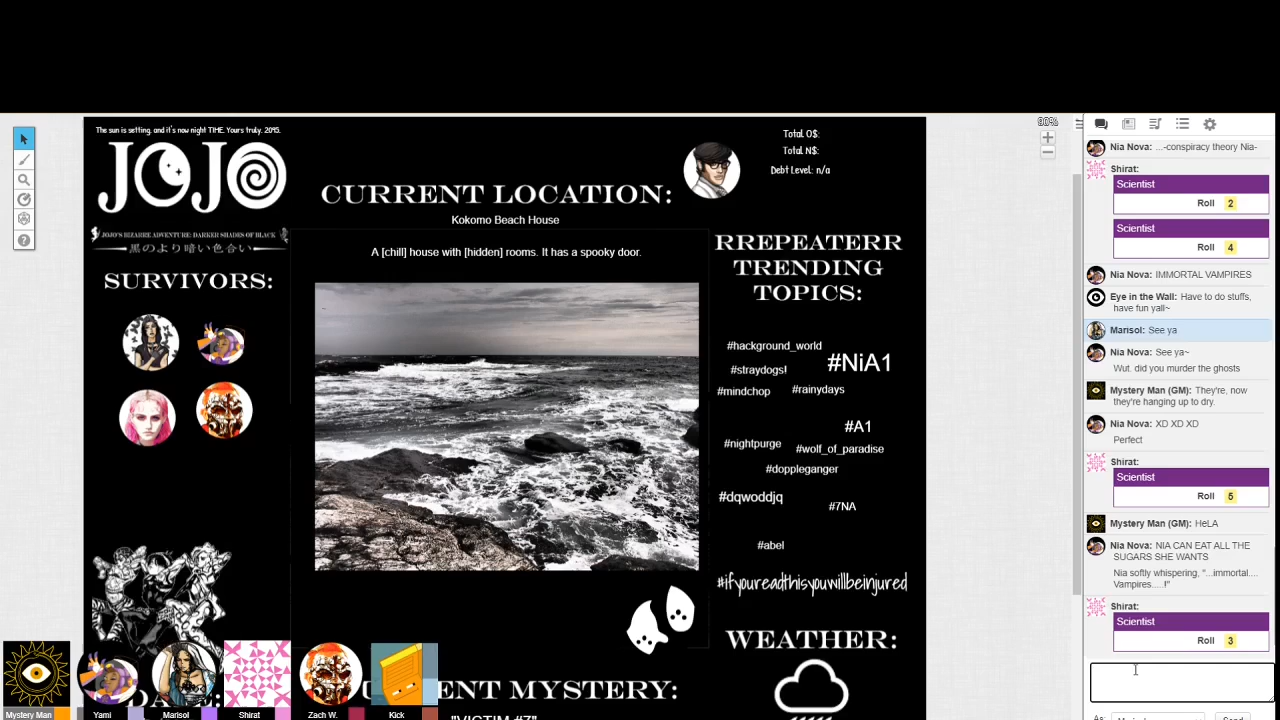 The sun is setting, and it's now night TIME. Yours truly, 2095.
JOJO
JOJO'S BIZARRE ADVENTURE: DARKER SHADES OF BLACK
黒のより暗い色合い
SURVIVORS:
CURRENT LOCATION:
Kokomo Beach House
A [chill] house with [hidden] rooms. It has a spooky door.
Total O$:
Total N$:
Debt Level: n/a
RREPEATERR
TRENDING
TOPICS:
#hackground_world
#NiA1
#straydogs!
#mindchop
#rainydays
#A1
#nightpurge
#wolf_of_paradise
#doppleganger
#dqwoddjq
#7NA
#abel
#ifyoureadthisyouwillbeinjured
WEATHER:
ENT MYSTERY:
"VICTIM #7"
Mystery Man
Yami
Marisol
Shirat
Zach W.
Kick
80%
Nia Nova: ...-conspiracy theory Nia-
Shirat:
Scientist
Roll 2
Scientist
Roll 4
Nia Nova: IMMORTAL VAMPIRES
Eye in the Wall: Have to do stuffs,
have fun yall~
Marisol: See ya
Nia Nova: See ya~
Wut. did you murder the ghosts
Mystery Man (GM): They're, now
they're hanging up to dry.
Nia Nova: XD XD XD
Perfect
Shirat:
Scientist
Roll 5
Mystery Man (GM): HeLA
Nia Nova: NIA CAN EAT ALL THE
SUGARS SHE WANTS
Nia softly whispering, "...immortal....
Vampires....!"
Shirat:
Scientist
Roll 3
As: